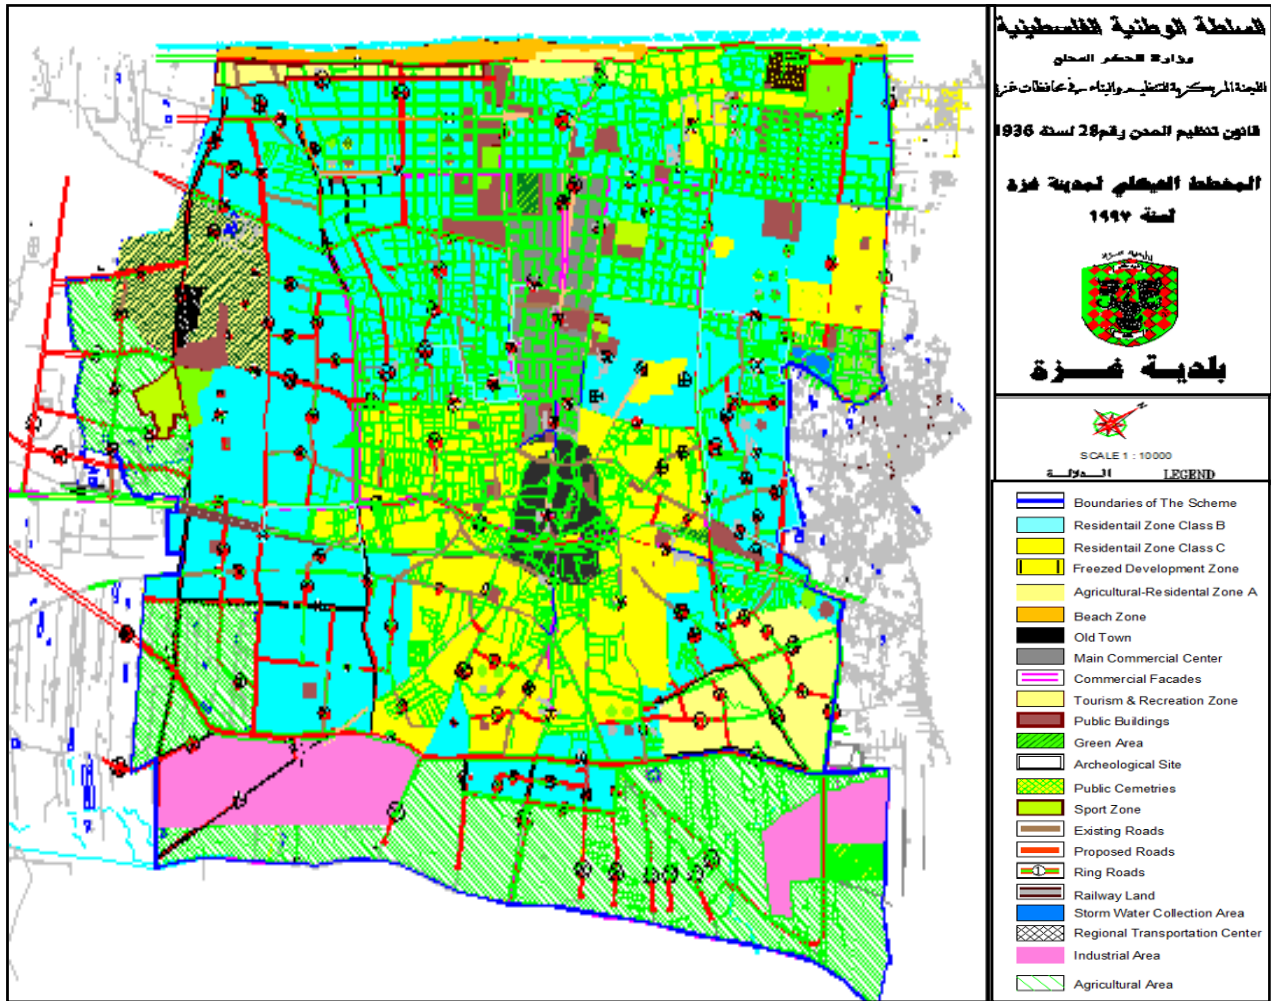 السلطة الوطنية الفلسطينية
وزارة الحكم المحلي
اللجنة المركزية للتنظيم والبناء في محافظات غزة
قانون تنظيم المدن رقم 28 لسنة 1936
المخطط الهيكلي لمدينة غزة
لسنة ١٩٩٧
بلدية غزة
SCALE 1 : 10000
الدلالة LEGEND
Boundaries of The Scheme
Residentail Zone Class B
Residentail Zone Class C
Freezed Development Zone
Agricultural-Residental Zone A
Beach Zone
Old Town
Main Commercial Center
Commercial Facades
Tourism & Recreation Zone
Public Buildings
Green Area
Archeological Site
Public Cemetries
Sport Zone
Existing Roads
Proposed Roads
Ring Roads
Railway Land
Storm Water Collection Area
Regional Transportation Center
Industrial Area
Agricultural Area